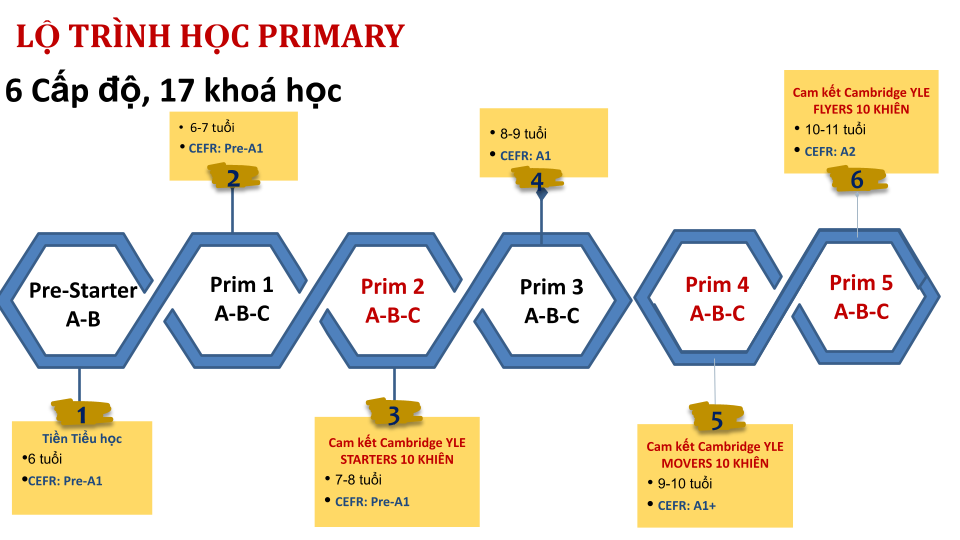 LỘ TRÌNH HỌC PRIMARY
6 Cấp độ, 17 khoá học
• 6-7 tuổi
• CEFR: Pre-A1
2
• 8-9 tuổi
• CEFR: A1
4
Cam kết Cambridge YLE
FLYERS 10 KHIÊN
• 10-11 tuổi
• CEFR: A2
6
Pre-Starter
A-B
Prim 1
A-B-C
Prim 2
A-B-C
Prim 3
A-B-C
Prim 4
A-B-C
Prim 5
A-B-C
1
Tiền Tiểu học
•6 tuổi
•CEFR: Pre-A1
3
Cam kết Cambridge YLE
STARTERS 10 KHIÊN
• 7-8 tuổi
• CEFR: Pre-A1
5
Cam kết Cambridge YLE
MOVERS 10 KHIÊN
• 9-10 tuổi
• CEFR: A1+